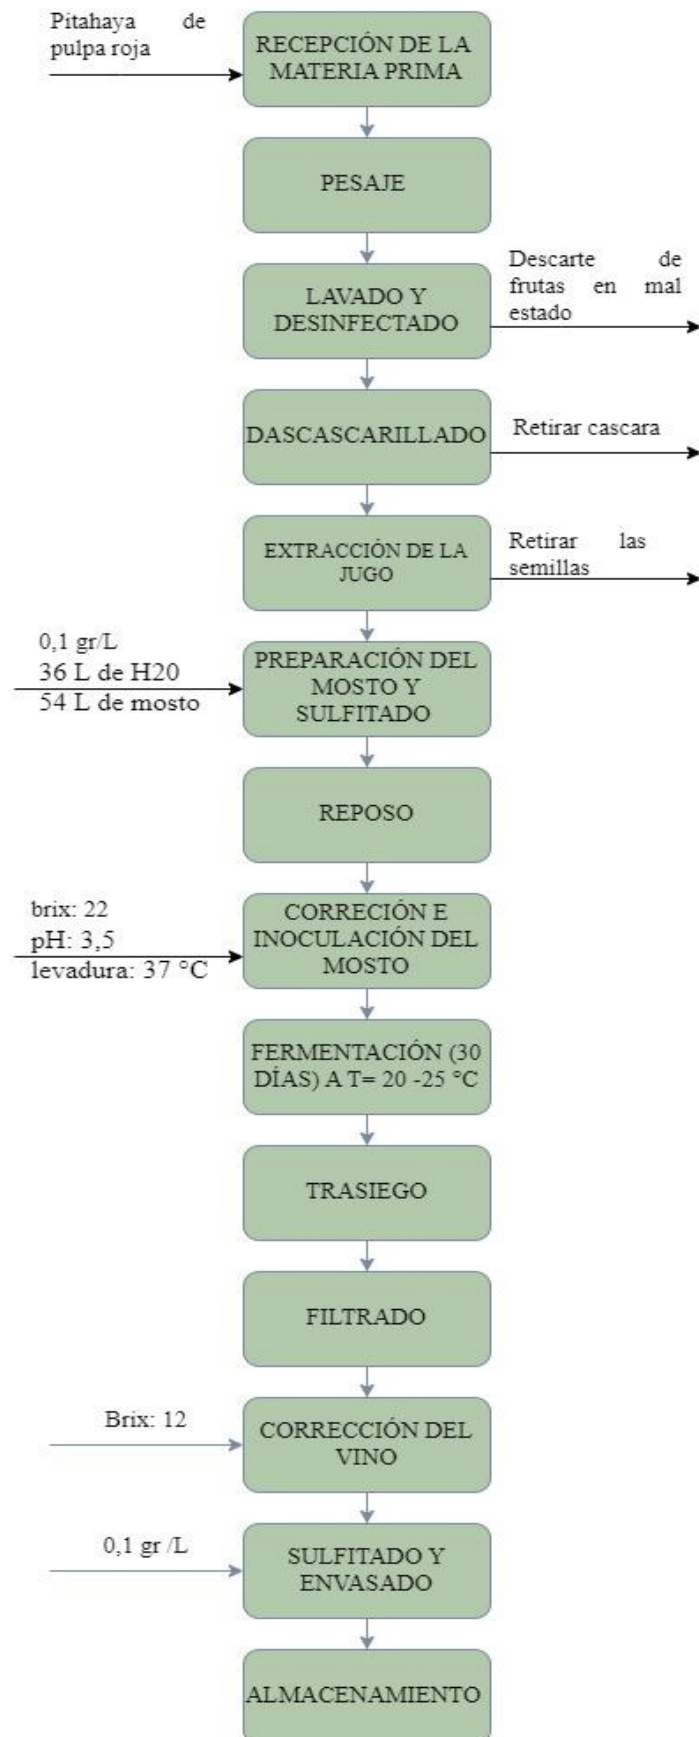 Pitahaya de
pulpa roja
RECEPCIÓN DE LA
MATERIA PRIMA
PESAJE
LAVADO Y
DESINFECTADO
Descarte de
frutas en mal
estado
DASCASCARILLADO
Retirar cascara
EXTRACCIÓN DE LA
JUGO
Retirar las
semillas
0,1 gr/L
36 L de H20
54 L de mosto
PREPARACIÓN DEL
MOSTO Y
SULFITADO
REPOSO
brix: 22
pH: 3,5
levadura: 37 °C
CORRECIÓN E
INOCULACIÓN DEL
MOSTO
FERMENTACIÓN (30
DÍAS) A T= 20 -25 °C
TRASIEGO
FILTRADO
Brix: 12
CORRECCIÓN DEL
VINO
0,1 gr /L
SULFITADO Y
ENVASADO
ALMACENAMIENTO